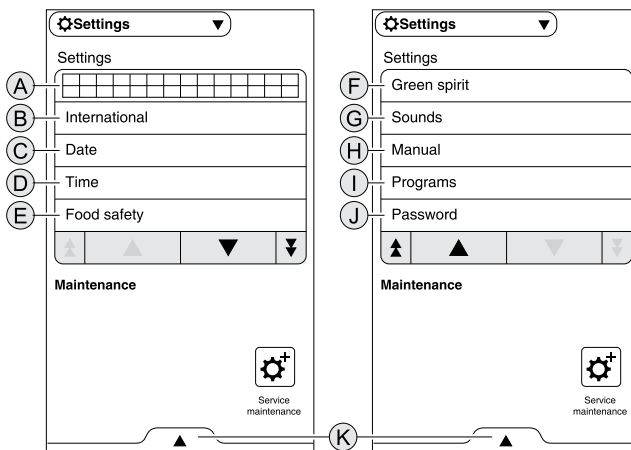 Settings
Settings
A
B International
C Date
D Time
E Food safety
Maintenance
Service
maintenance
Settings
Settings
F Green spirit
G Sounds
H Manual
I Programs
J Password
Maintenance
Service
maintenance
K